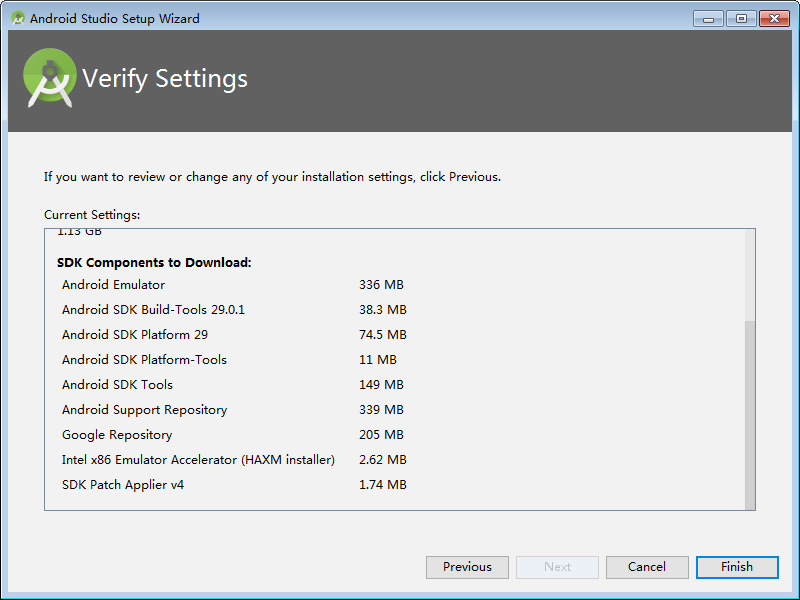 Android Studio Setup Wizard
Verify Settings
If you want to review or change any of your installation settings, click Previous.
Current Settings:
1.13 GB
SDK Components to Download:
Android Emulator 336 MB
Android SDK Build-Tools 29.0.1 38.3 MB
Android SDK Platform 29 74.5 MB
Android SDK Platform-Tools 11 MB
Android SDK Tools 149 MB
Android Support Repository 339 MB
Google Repository 205 MB
Intel x86 Emulator Accelerator (HAXM installer) 2.62 MB
SDK Patch Applier v4 1.74 MB
Previous Next Cancel Finish